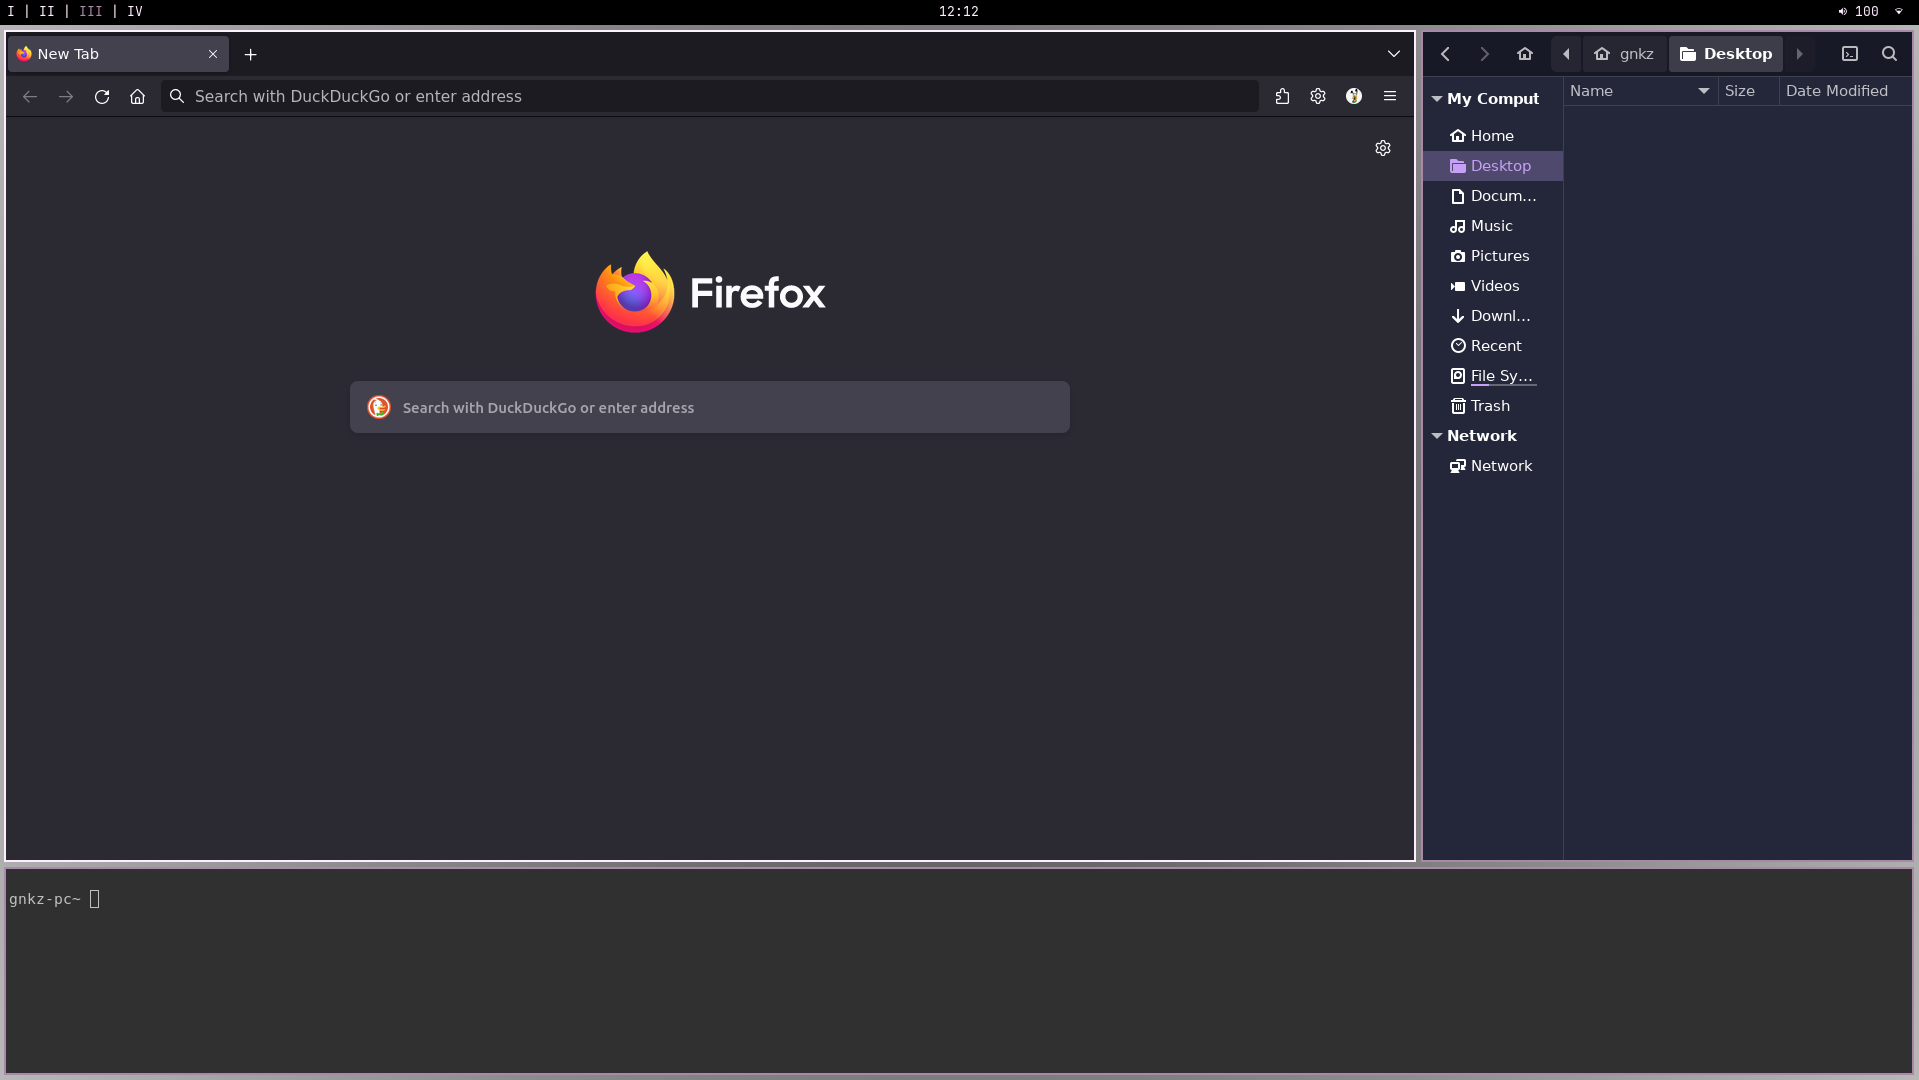 I | II | III | IV
12:12
100
New Tab
Search with DuckDuckGo or enter address
Firefox
Search with DuckDuckGo or enter address
gnkz
Desktop
My Comput
Name
Size
Date Modified
Home
Desktop
Docum...
Music
Pictures
Videos
Downl...
Recent
File Sy...
Trash
Network
Network
gnkz-pc~